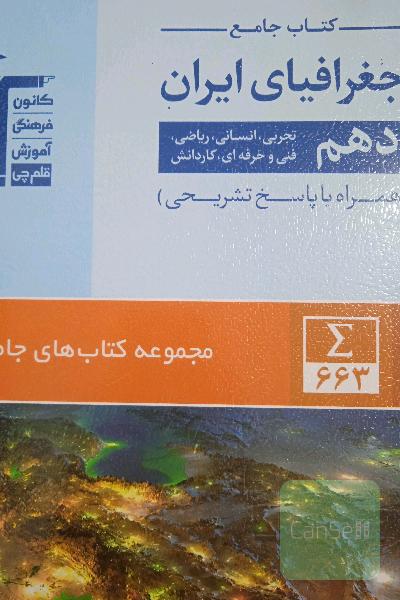 کتاب جامع
جغرافیای ایران
دهم
تجربی، انسانی، ریاضی،
فنی و حرفه ای، کاردانش
همراه با پاسخ تشریحی)
کانون
فرهنگی
آموزش
قلم‌چی
مجموعه کتاب‌های جا
Σ
۶۶۳
CanSell